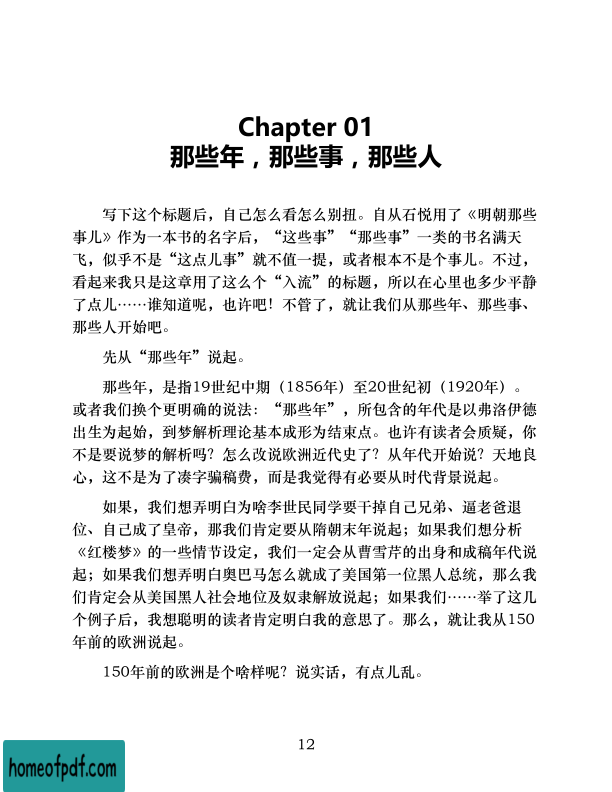 Chapter 01
那些年，那些事，那些人
写下这个标题后，自己怎么看怎么别扭。自从石悦用了《明朝那些
事儿》作为一本书的名字后，“这些事”“那些事”一类的书名满天
飞，似乎不是“这点儿事”就不值一提，或者根本不是个事儿。不过，
看起来我只是这章用了这么个“入流”的标题，所以在心里也多少平静
了点儿……谁知道呢，也许吧！不管了，就让我们从那些年、那些事、
那些人开始吧。
先从“那些年”说起。
那些年，是指19世纪中期（1856年）至20世纪初（1920年）。
或者我们换个更明确的说法：“那些年”，所包含的年代是以弗洛伊德
出生为起始，到梦解析理论基本成形为结束点。也许有读者会质疑，你
不是要说梦的解析吗？怎么改说欧洲近代史了？从年代开始说？天地良
心，这不是为了凑字骗稿费，而是我觉得有必要从时代背景说起。
如果，我们想弄明白为啥李世民同学要干掉自己兄弟、逼老爸退
位、自己成了皇帝，那我们肯定要从隋朝末年说起；如果我们想分析
《红楼梦》的一些情节设定，我们一定会从曹雪芹的出身和成稿年代说
起；如果我们想弄明白奥巴马怎么就成了美国第一位黑人总统，那么我
们肯定会从美国黑人社会地位及奴隶解放说起；如果我们……举了这几
个例子后，我想聪明的读者肯定明白我的意思了。那么，就让我从150
年前的欧洲说起。
150年前的欧洲是个啥样呢？说实话，有点儿乱。
12
homeofpdf.com